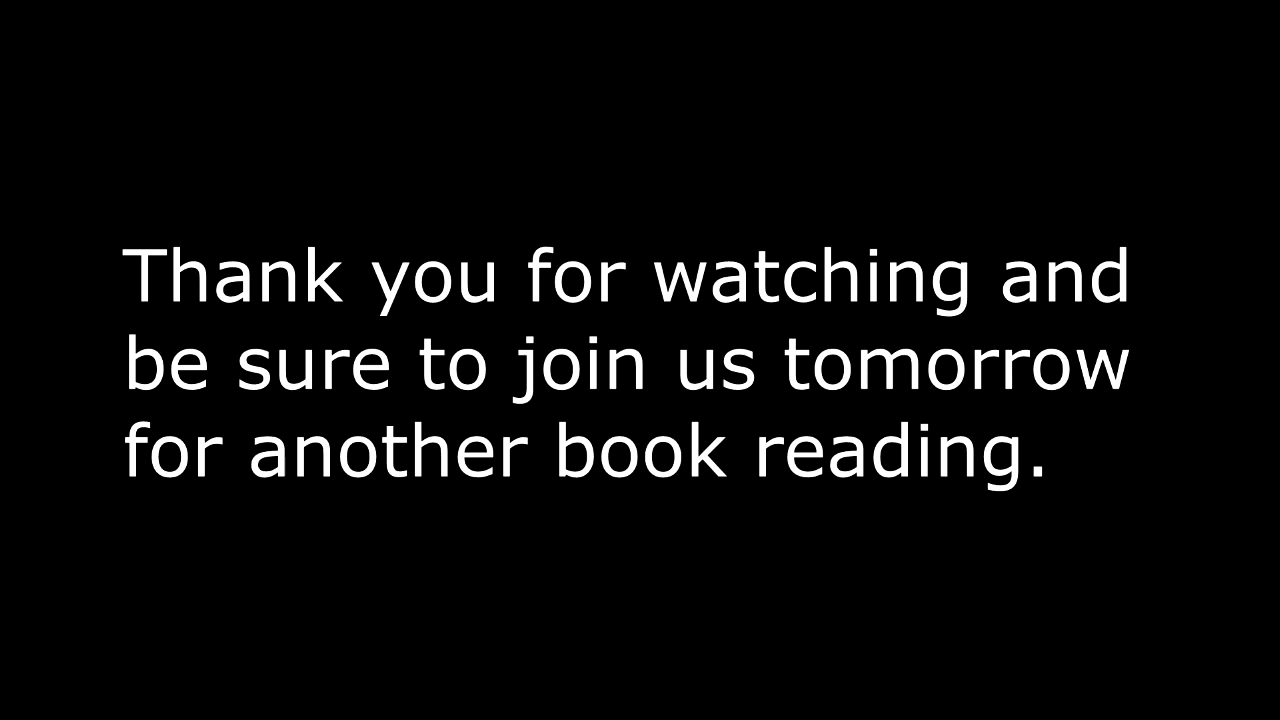 Thank you for watching and
be sure to join us tomorrow
for another book reading.